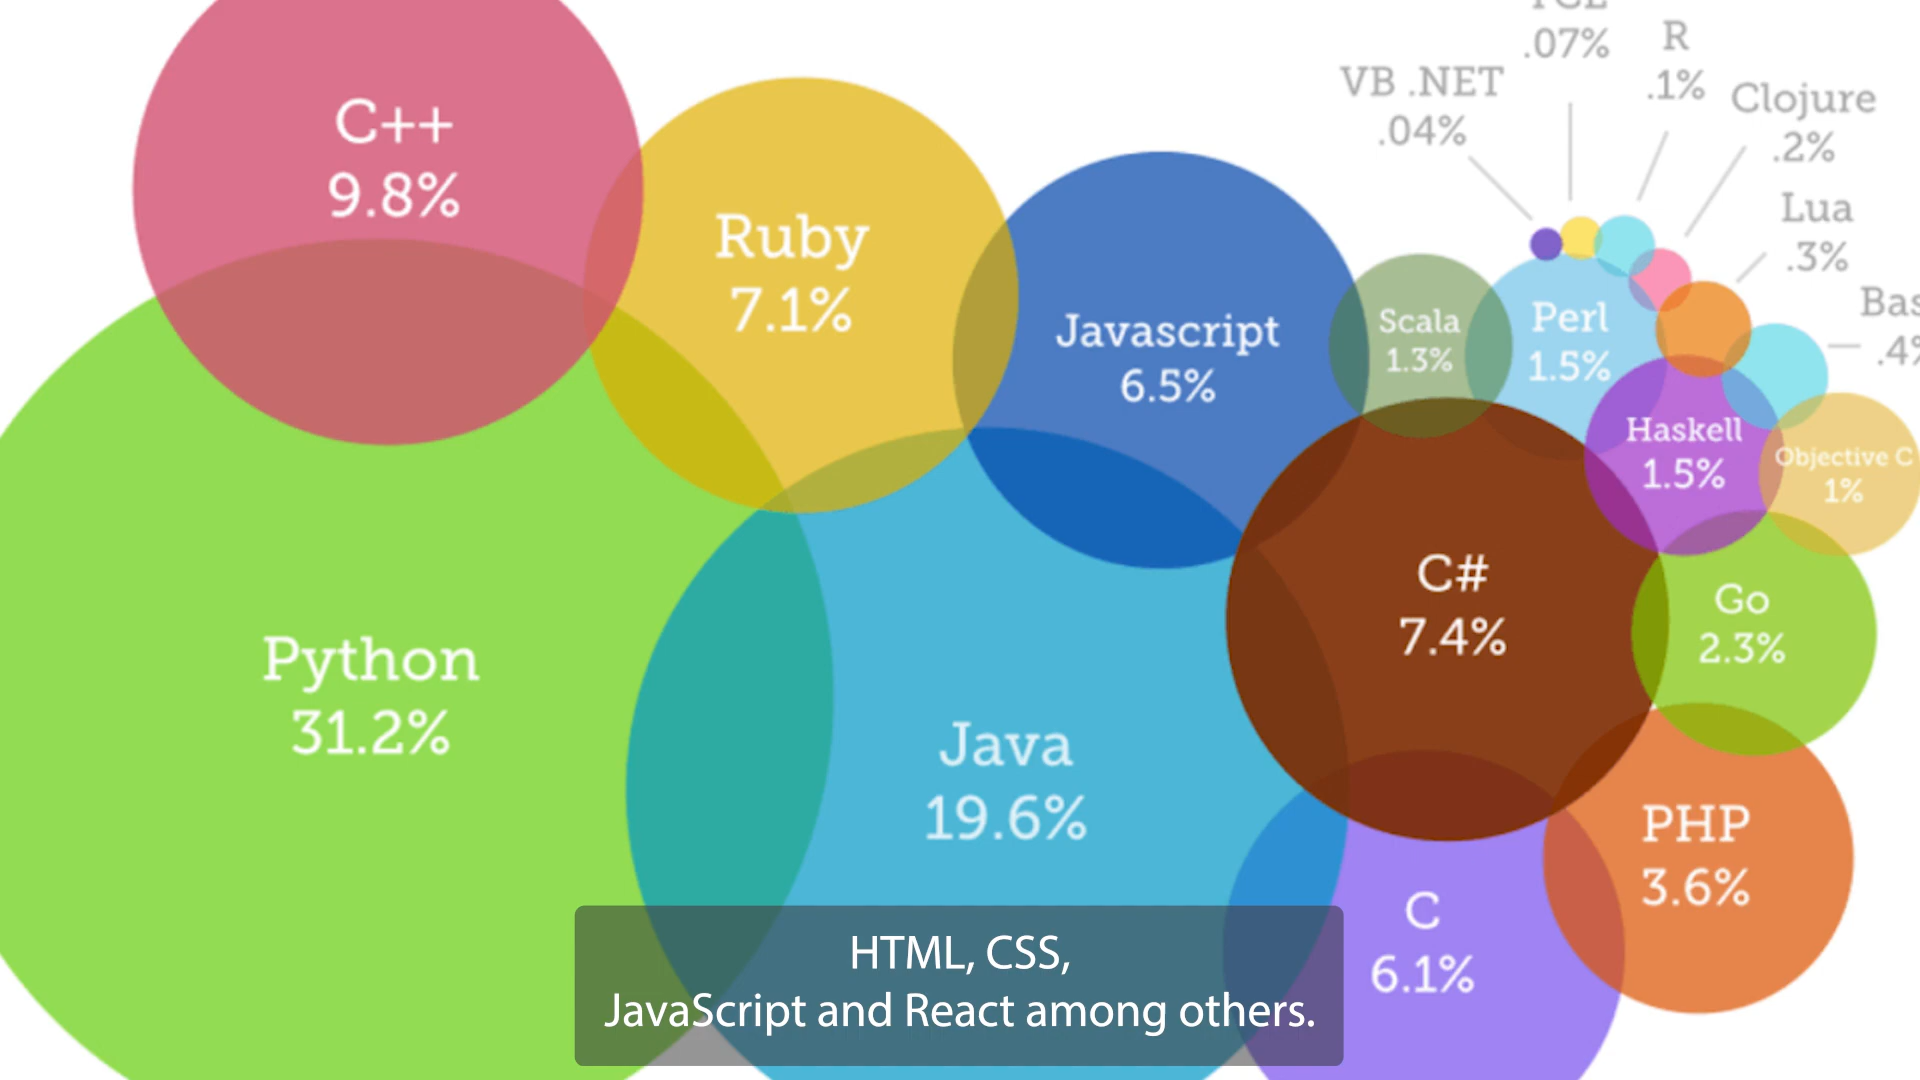 TCL
.07%
R
.1%
VB .NET
.04%
Clojure
.2%
Lua
.3%
.4%
C++
9.8%
Ruby
7.1%
Javascript
6.5%
Scala
1.3%
Perl
1.5%
Haskell
1.5%
Objective C
1%
C#
7.4%
Go
2.3%
Python
31.2%
Java
19.6%
PHP
3.6%
C
6.1%
HTML, CSS,
JavaScript and React among others.